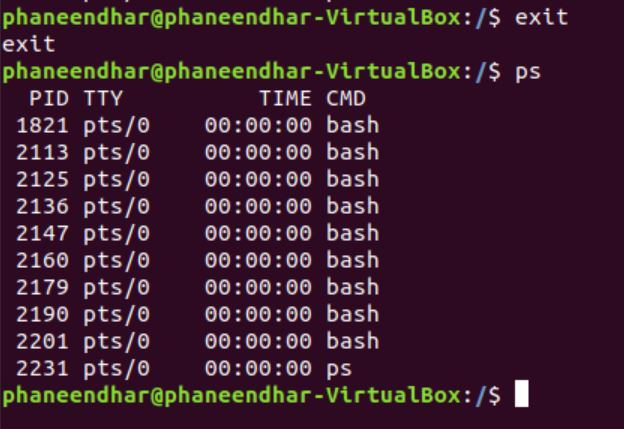 phaneendhar@phaneendhar-VirtualBox:/$ exit
exit
phaneendhar@phaneendhar-VirtualBox:/$ ps
  PID TTY          TIME CMD
 1821 pts/0    00:00:00 bash
 2113 pts/0    00:00:00 bash
 2125 pts/0    00:00:00 bash
 2136 pts/0    00:00:00 bash
 2147 pts/0    00:00:00 bash
 2160 pts/0    00:00:00 bash
 2179 pts/0    00:00:00 bash
 2190 pts/0    00:00:00 bash
 2201 pts/0    00:00:00 bash
 2231 pts/0    00:00:00 ps
phaneendhar@phaneendhar-VirtualBox:/$